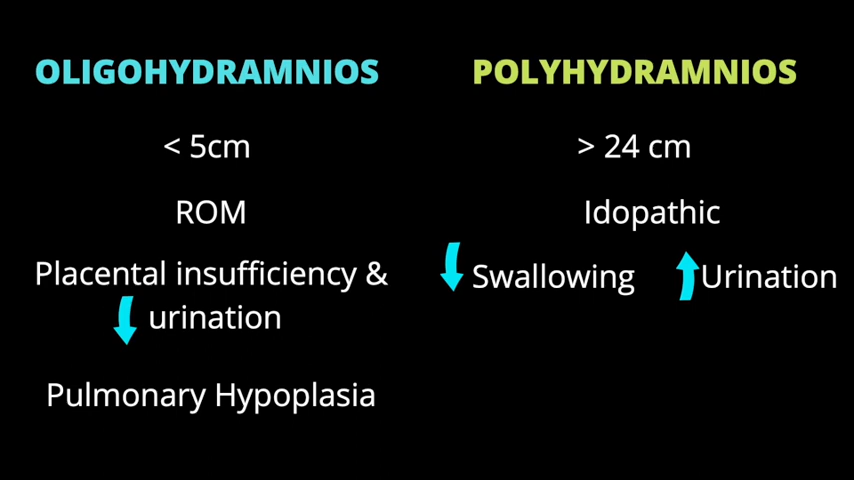 OLIGOHYDRAMNIOS
< 5cm
ROM
Placental insufficiency &
urination
Pulmonary Hypoplasia
POLYHYDRAMNIOS
> 24 cm
Idopathic
Swallowing Urination